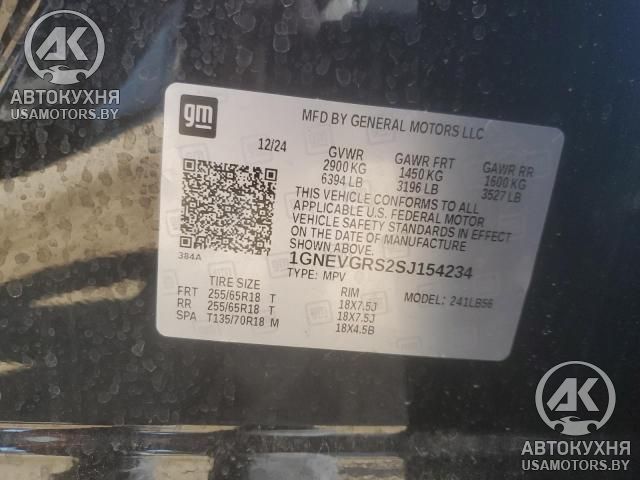 AK
АВТОКУХНЯ
USAMOTORS.BY
gm
MFD BY GENERAL MOTORS LLC
12/24
GVWR GAWR FRT GAWR RR
2900 KG 1450 KG 1600 KG
6394 LB 3196 LB 3527 LB
THIS VEHICLE CONFORMS TO ALL
APPLICABLE U.S. FEDERAL MOTOR
VEHICLE SAFETY STANDARDS IN EFFECT
ON THE DATE OF MANUFACTURE
SHOWN ABOVE.
384A
1GNEVGRS2SJ154234
TYPE: MPV
MODEL: 241LB56
TIRE SIZE RIM
FRT 255/65R18 T 18X7.5J
RR 255/65R18 T 18X7.5J
SPA T135/70R18 M 18X4.5B
AK
АВТОКУХНЯ
USAMOTORS.BY